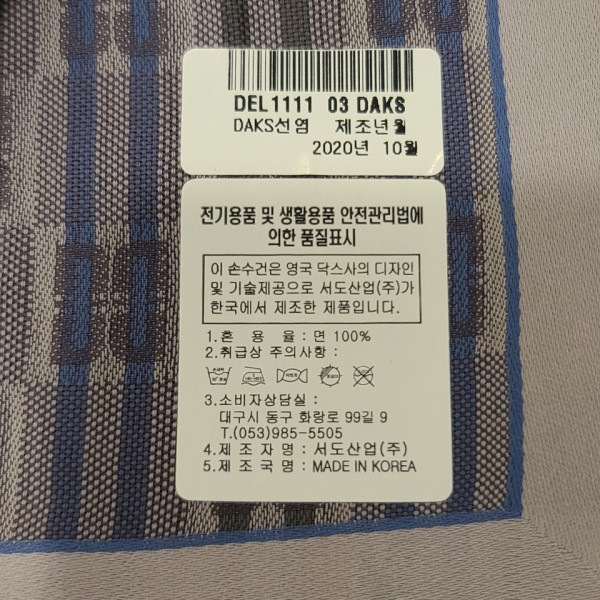 DEL1111 03 DAKS
DAKS선염 제조년월
2020년 10월
전기용품 및 생활용품 안전관리법에
의한 품질표시
이 손수건은 영국 닥스사의 디자인
및 기술제공으로 서도산업(주)가
한국에서 제조한 제품입니다.
1.혼 용 율 : 면 100%
2.취급상 주의사항 :
3.소비자상담실 :
대구시 동구 화랑로 99길 9
T.(053)985-5505
4.제 조 자 명 : 서도산업(주)
5.제 조 국 명 : MADE IN KOREA